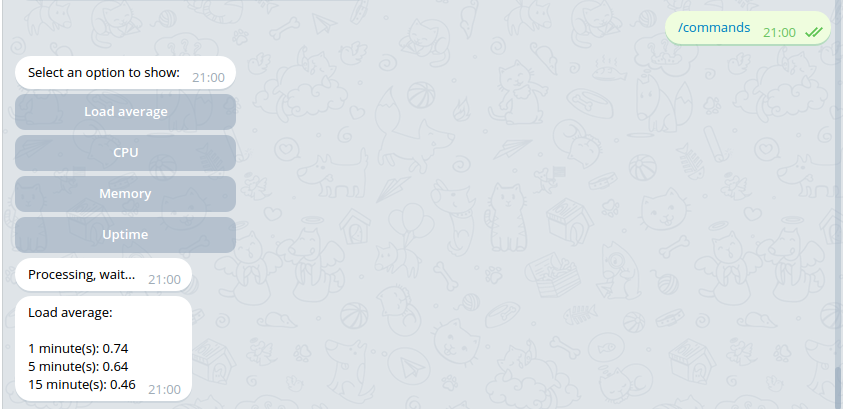 /commands 21:00
Select an option to show: 21:00
Load average
CPU
Memory
Uptime
Processing, wait... 21:00
Load average:
1 minute(s): 0.74
5 minute(s): 0.64
15 minute(s): 0.46 21:00